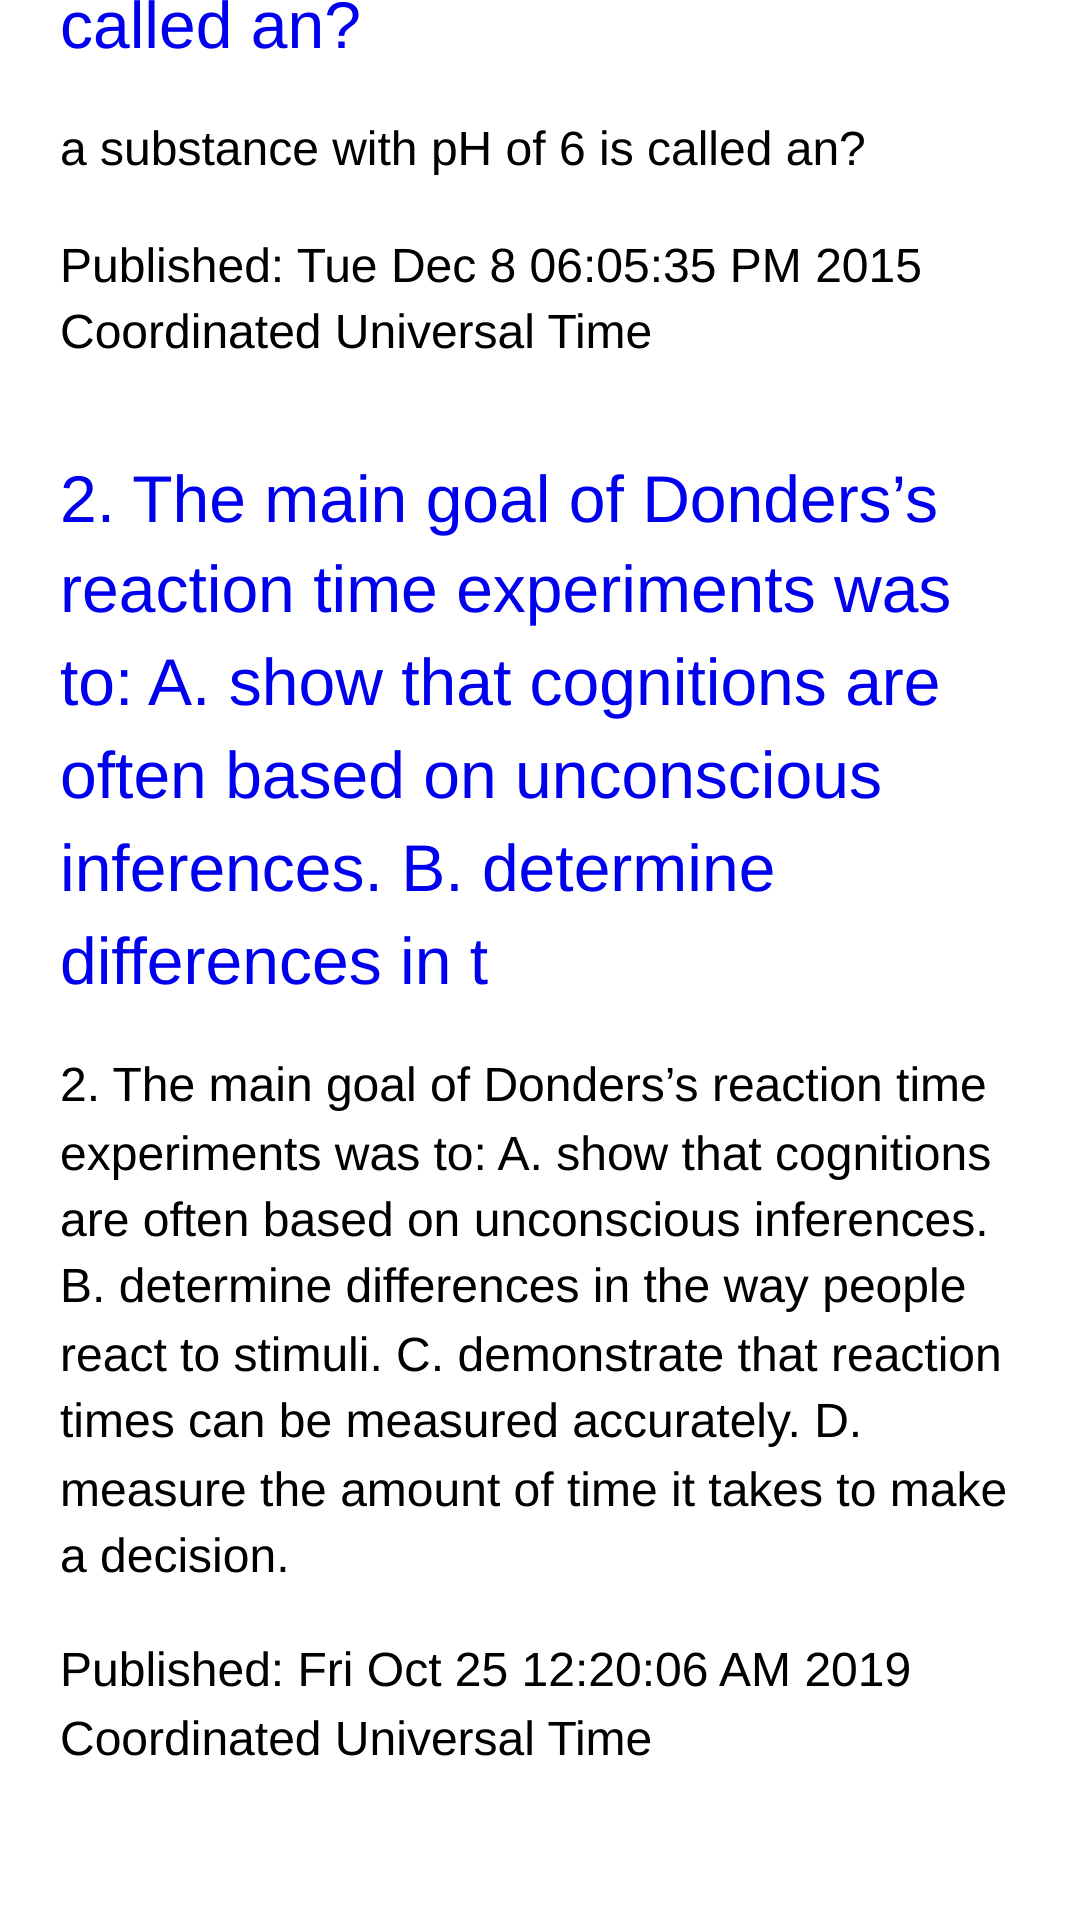 called an?
a substance with pH of 6 is called an?
Published: Tue Dec 8 06:05:35 PM 2015
Coordinated Universal Time
2. The main goal of Donders’s
reaction time experiments was
to: A. show that cognitions are
often based on unconscious
inferences. B. determine
differences in t
2. The main goal of Donders’s reaction time
experiments was to: A. show that cognitions
are often based on unconscious inferences.
B. determine differences in the way people
react to stimuli. C. demonstrate that reaction
times can be measured accurately. D.
measure the amount of time it takes to make
a decision.
Published: Fri Oct 25 12:20:06 AM 2019
Coordinated Universal Time